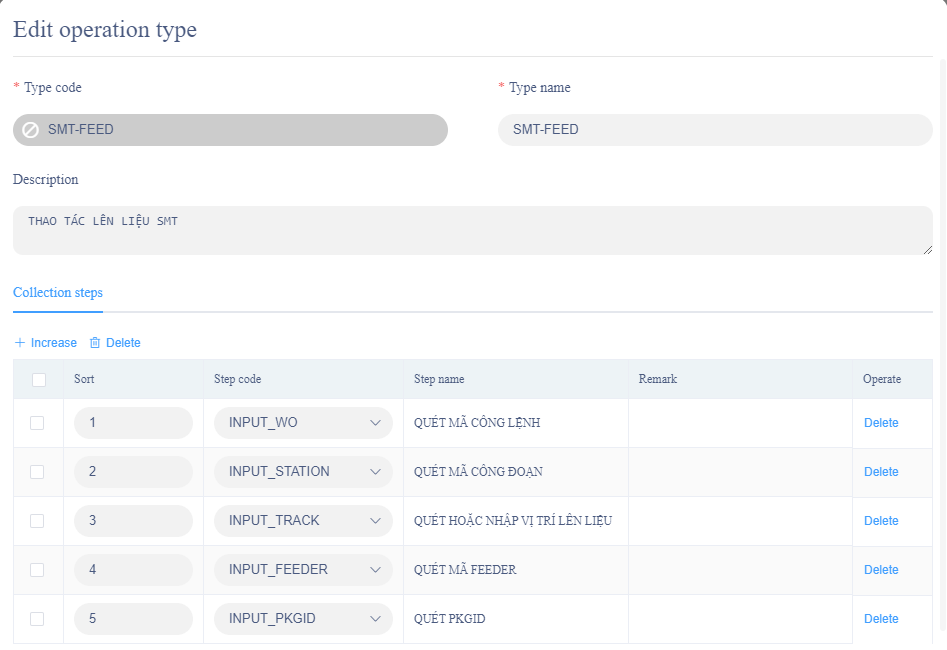 Edit operation type
* Type code
* Type name
SMT-FEED
SMT-FEED
Description
THAO TÁC LÊN LIỆU SMT
Collection steps
+ Increase Delete
Sort Step code Step name Remark Operate
1 INPUT_WO QUÉT MÃ CÔNG LỆNH Delete
2 INPUT_STATION QUÉT MÃ CÔNG ĐOẠN Delete
3 INPUT_TRACK QUÉT HOẶC NHẬP VỊ TRÍ LÊN LIỆU Delete
4 INPUT_FEEDER QUÉT MÃ FEEDER Delete
5 INPUT_PKGID QUÉT PKGID Delete